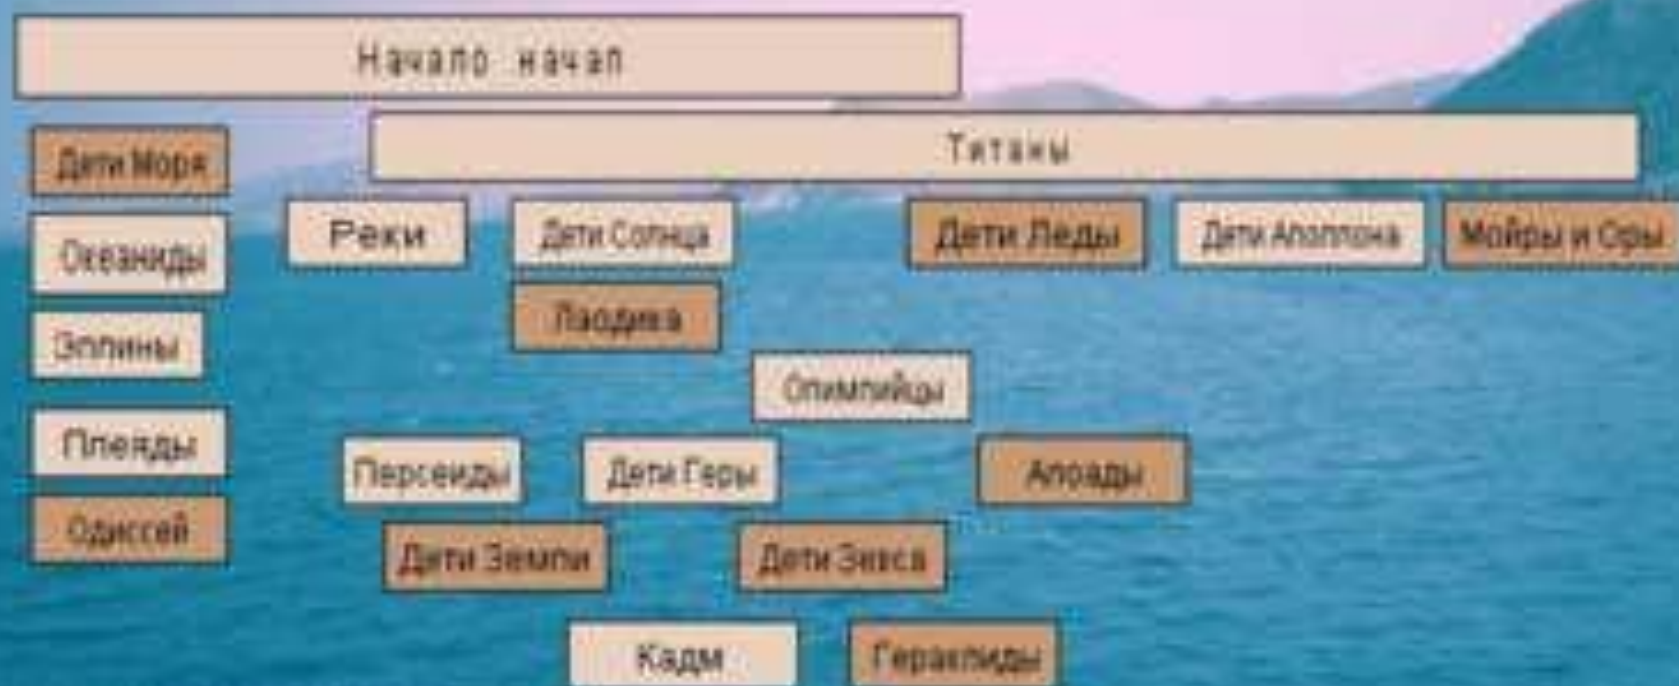 Начало начал
Титаны
Дети Моря
Реки
Дети Солнца
Дети Леды
Дети Аполлона
Мойры и Оры
Океаниды
Лаодика
Эллины
Олимпийцы
Плеяды
Персеиды
Дети Геры
Алоады
Одиссей
Дети Земли
Дети Зевса
Кадм
Гераклиды